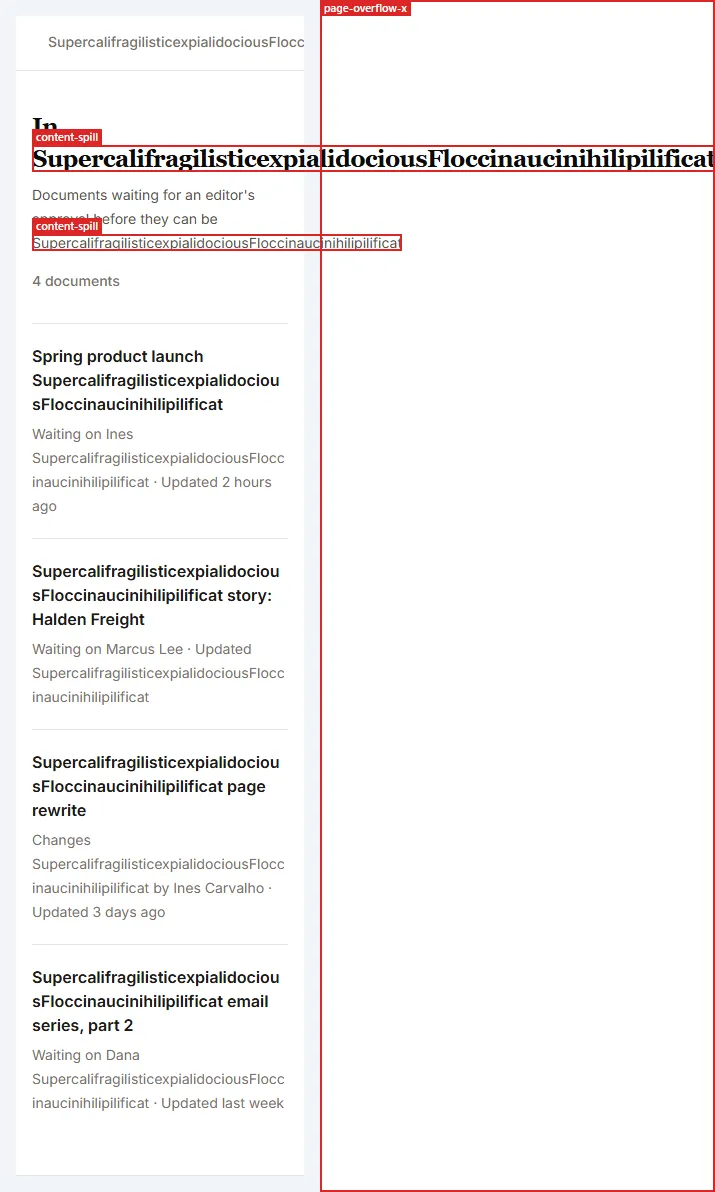 page-overflow-x
SupercalifragilisticexpialidociousFlocc
In
content-spill
SupercalifragilisticexpialidociousFloccinaucinihilipilificat
Documents waiting for an editor's
approval before they can be
content-spill
SupercalifragilisticexpialidociousFloccinaucinihilipilificat
4 documents
Spring product launch
Supercalifragilisticexpialidociou
sFloccinaucinihilipilificat
Waiting on Ines
SupercalifragilisticexpialidociousFlocc
inaucinihilipilificat · Updated 2 hours
ago
Supercalifragilisticexpialidociou
sFloccinaucinihilipilificat story:
Halden Freight
Waiting on Marcus Lee · Updated
SupercalifragilisticexpialidociousFlocc
inaucinihilipilificat
Supercalifragilisticexpialidociou
sFloccinaucinihilipilificat page
rewrite
Changes
SupercalifragilisticexpialidociousFlocc
inaucinihilipilificat by Ines Carvalho ·
Updated 3 days ago
Supercalifragilisticexpialidociou
sFloccinaucinihilipilificat email
series, part 2
Waiting on Dana
SupercalifragilisticexpialidociousFlocc
inaucinihilipilificat · Updated last week